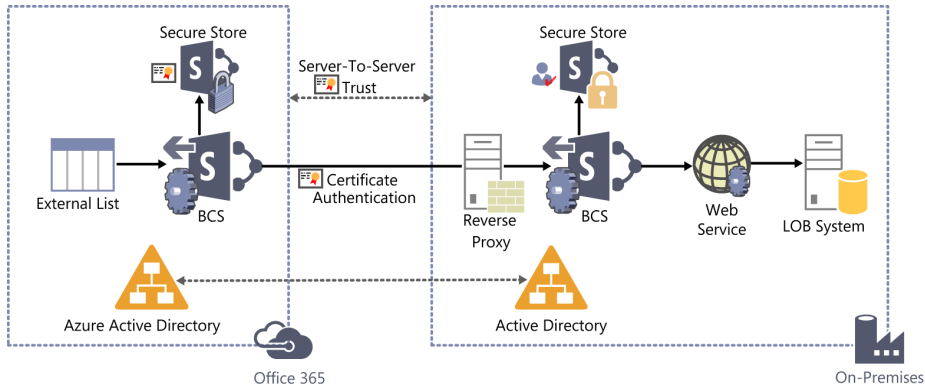 Secure Store
Server-To-Server
Trust
Secure Store
External List
BCS
Certificate
Authentication
Reverse
Proxy
BCS
Web
Service
LOB System
Azure Active Directory
Active Directory
Office 365
On-Premises